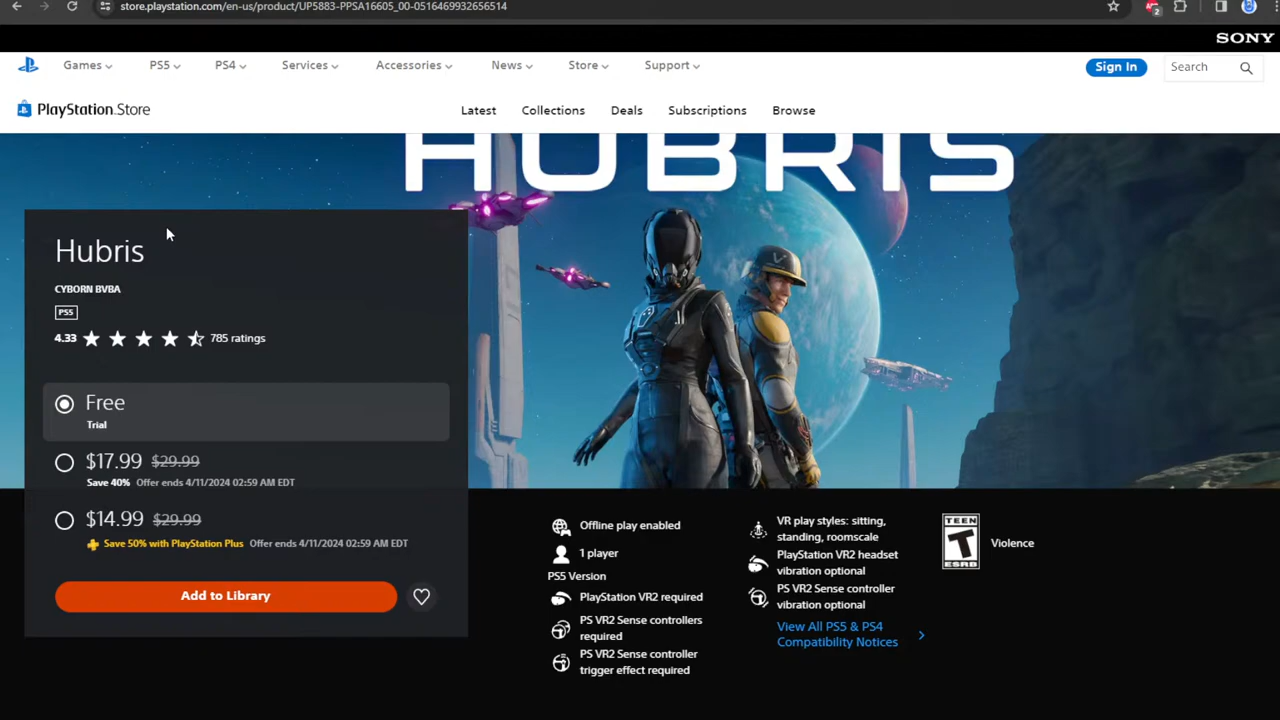 store.playstation.com/en-us/product/UP5883-PPSA16605_00-0516469932656514
2
SONY
Games
PS5
PS4
Services
Accessories
News
Store
Support
Sign In
Search
PlayStation.Store
Latest
Collections
Deals
Subscriptions
Browse
HUBRIS
Hubris
CYBORN BVBA
PS5
4.33
785 ratings
Free
Trial
$17.99 $29.99
Save 40% Offer ends 4/11/2024 02:59 AM EDT
$14.99 $29.99
Save 50% with PlayStation Plus Offer ends 4/11/2024 02:59 AM EDT
Add to Library
Offline play enabled
1 player
PS5 Version
PlayStation VR2 required
PS VR2 Sense controllers
required
PS VR2 Sense controller
trigger effect required
VR play styles: sitting,
standing, roomscale
PlayStation VR2 headset
vibration optional
PS VR2 Sense controller
vibration optional
View All PS5 & PS4
Compatibility Notices
TEEN
T
ESRB
Violence